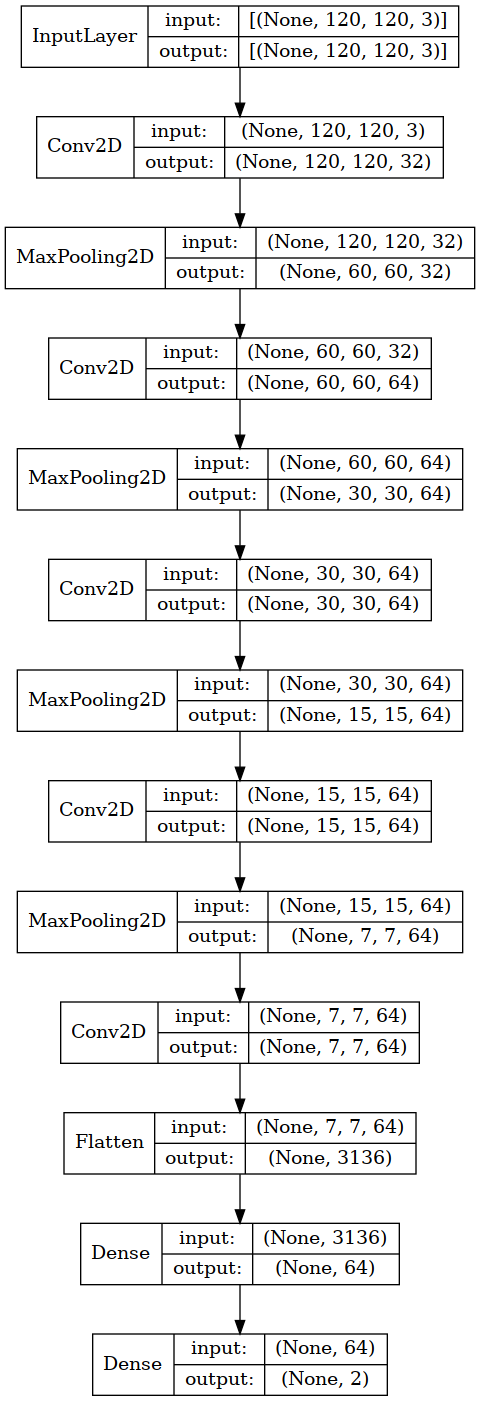 InputLayer
input: [(None, 120, 120, 3)]
output: [(None, 120, 120, 3)]
Conv2D
input: (None, 120, 120, 3)
output: (None, 120, 120, 32)
MaxPooling2D
input: (None, 120, 120, 32)
output: (None, 60, 60, 32)
Conv2D
input: (None, 60, 60, 32)
output: (None, 60, 60, 64)
MaxPooling2D
input: (None, 60, 60, 64)
output: (None, 30, 30, 64)
Conv2D
input: (None, 30, 30, 64)
output: (None, 30, 30, 64)
MaxPooling2D
input: (None, 30, 30, 64)
output: (None, 15, 15, 64)
Conv2D
input: (None, 15, 15, 64)
output: (None, 15, 15, 64)
MaxPooling2D
input: (None, 15, 15, 64)
output: (None, 7, 7, 64)
Conv2D
input: (None, 7, 7, 64)
output: (None, 7, 7, 64)
Flatten
input: (None, 7, 7, 64)
output: (None, 3136)
Dense
input: (None, 3136)
output: (None, 64)
Dense
input: (None, 64)
output: (None, 2)